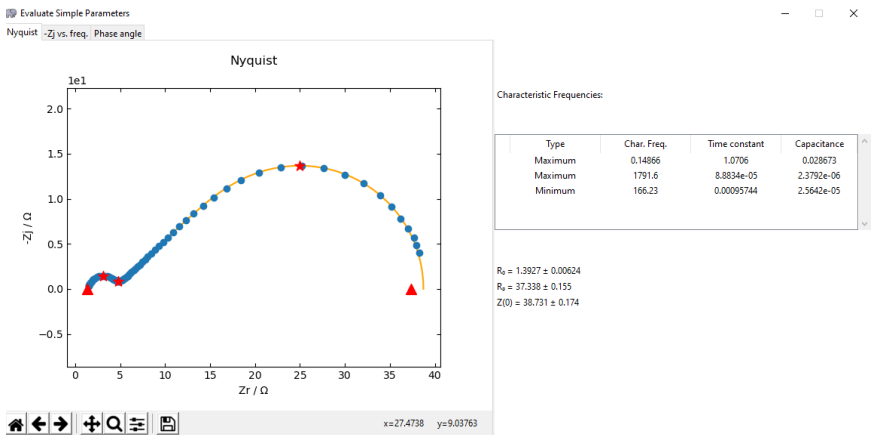 Evaluate Simple Parameters
Nyquist -Zj vs. freq. Phase angle
Nyquist
1e1
2.0
1.5
1.0
0.5
0.0
−0.5
-Zj / Ω
0 5 10 15 20 25 30 35 40
Zr / Ω
x=27.4738 y=9.03763
Characteristic Frequencies:
Type Char. Freq. Time constant Capacitance
Maximum 0.14866 1.0706 0.028673
Maximum 1791.6 8.8834e-05 2.3792e-06
Minimum 166.23 0.00095744 2.5642e-05
Rₑ = 1.3927 ± 0.00624
Rₚ = 37.338 ± 0.155
Z(0) = 38.731 ± 0.174